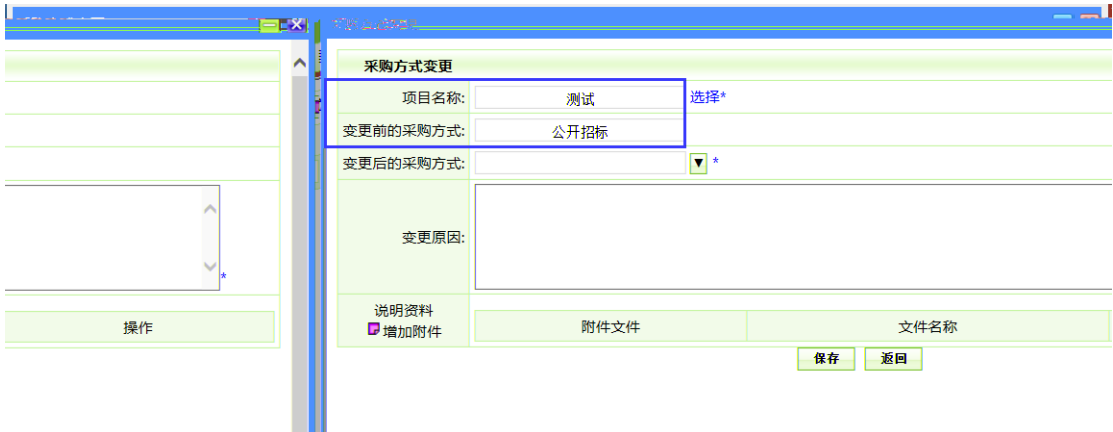 采购方式变更
项目名称: 测试 选择*
变更前的采购方式: 公开招标
变更后的采购方式: ▼ *
变更原因:
*
说明资料
增加附件 附件文件 文件名称
操作
保存 返回